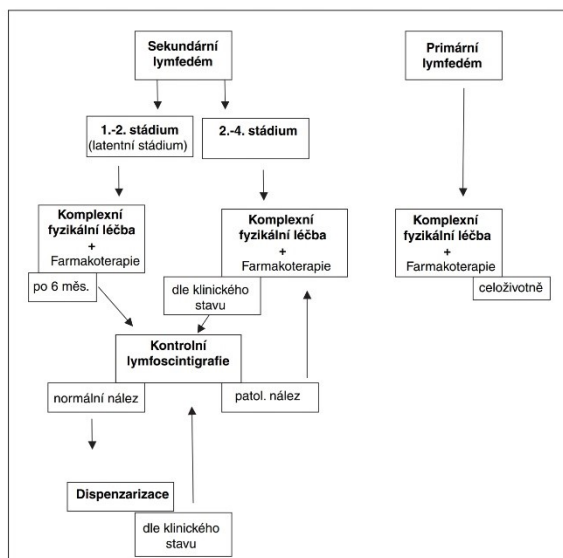 Sekundární
lymfedém
Primární
lymfedém
1.-2. stádium
(latentní stádium)
2.-4. stádium
Komplexní
fyzikální léčba
+
Farmakoterapie
po 6 měs.
Komplexní
fyzikální léčba
+
Farmakoterapie
dle klinického
stavu
Komplexní
fyzikální léčba
+
Farmakoterapie
celoživotně
Kontrolní
lymfoscintigrafie
normální nález
patol. nález
Dispenzarizace
dle klinického
stavu